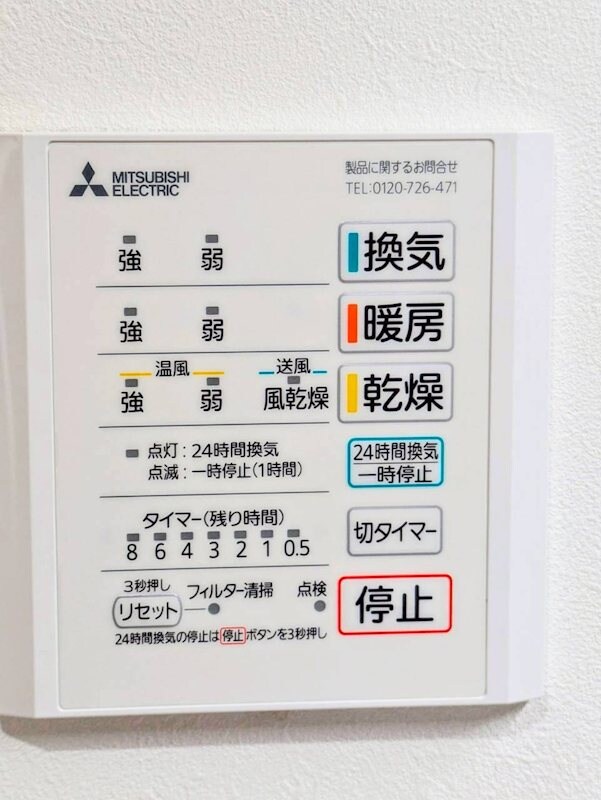 MITSUBISHI
ELECTRIC
製品に関するお問合せ
TEL:0120-726-471
強 弱 換気
強 弱 暖房
温風 送風
強 弱 風乾燥 乾燥
点灯:24時間換気
点滅:一時停止(1時間)
24時間換気
一時停止
タイマー(残り時間)
8 6 4 3 2 1 0.5
切タイマー
3秒押し
リセット フィルター清掃 点検
停止
24時間換気の停止は停止ボタンを3秒押し